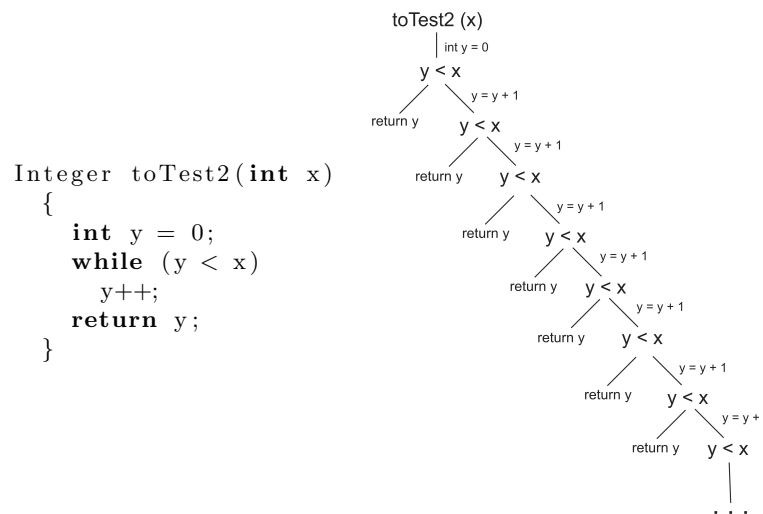 Integer toTest2(int x)
{
int y = 0;
while (y < x)
y++;
return y;
}
toTest2 (x)
int y = 0
y < x
y = y + 1
return y
y < x
y = y + 1
return y
y < x
y = y + 1
return y
y < x
y = y + 1
return y
y < x
y = y + 1
return y
y < x
y = y + 1
return y
y < x
y = y +
return y
y < x
. . .